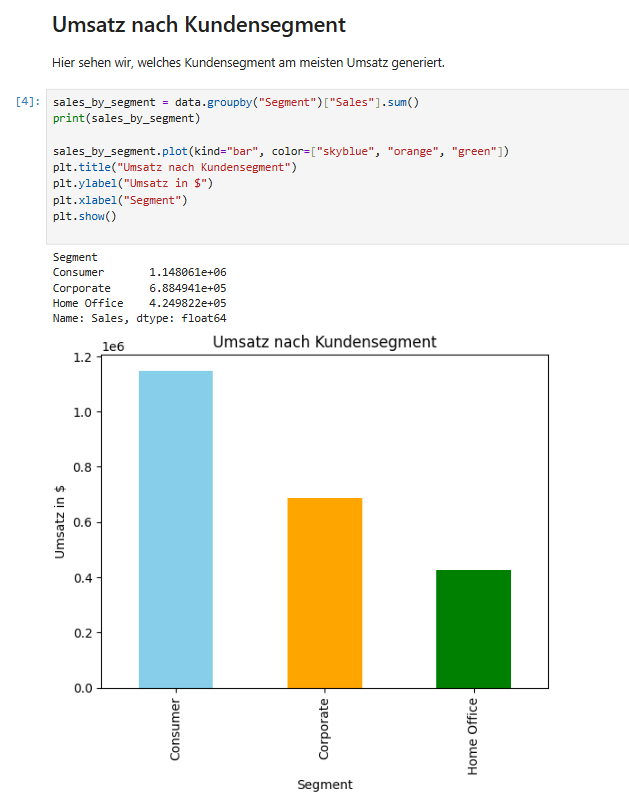 Umsatz nach Kundensegment
Hier sehen wir, welches Kundensegment am meisten Umsatz generiert.
[4]: sales_by_segment = data.groupby("Segment")["Sales"].sum()
print(sales_by_segment)
sales_by_segment.plot(kind="bar", color=["skyblue", "orange", "green"])
plt.title("Umsatz nach Kundensegment")
plt.ylabel("Umsatz in $")
plt.xlabel("Segment")
plt.show()
Segment
Consumer 1.148061e+06
Corporate 6.884941e+05
Home Office 4.249822e+05
Name: Sales, dtype: float64
Umsatz nach Kundensegment
1e6
1.2
1.0
0.8
0.6
0.4
0.2
0.0
Umsatz in $
Consumer
Corporate
Home Office
Segment